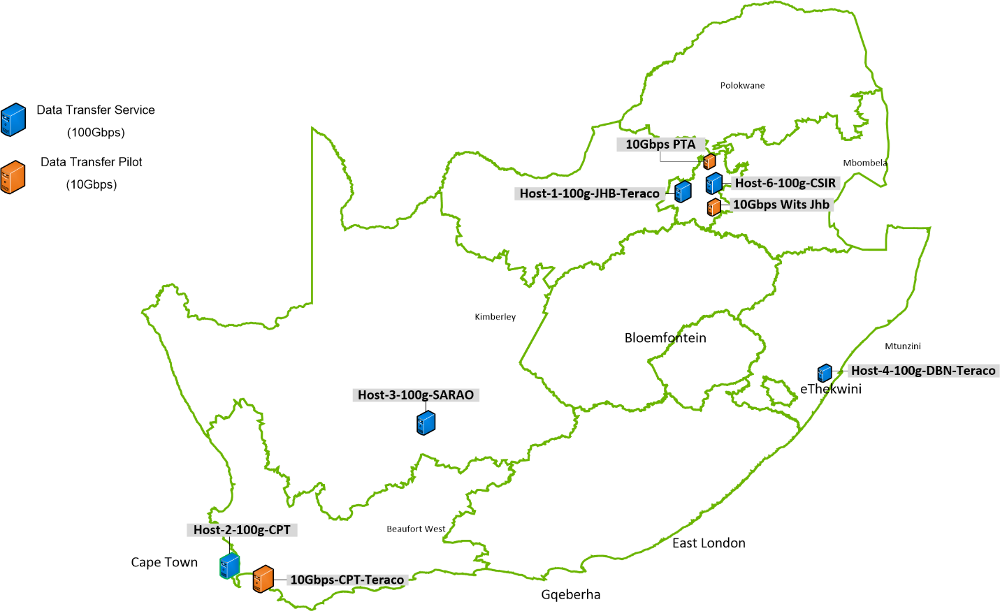 Polokwane
Data Transfer Service
(100Gbps)
10Gbps PTA
Data Transfer Pilot
(10Gbps)
Mbombela
Host-6-100g-CSIR
Host-1-100g-JHB-Teraco
10Gbps Wits Jhb
Kimberley
Bloemfontein
Mtunzini
Host-4-100g-DBN-Teraco
eThekwini
Host-3-100g-SARAO
Host-2-100g-CPT
Beaufort West
East London
Cape Town
10Gbps-CPT-Teraco
Gqeberha